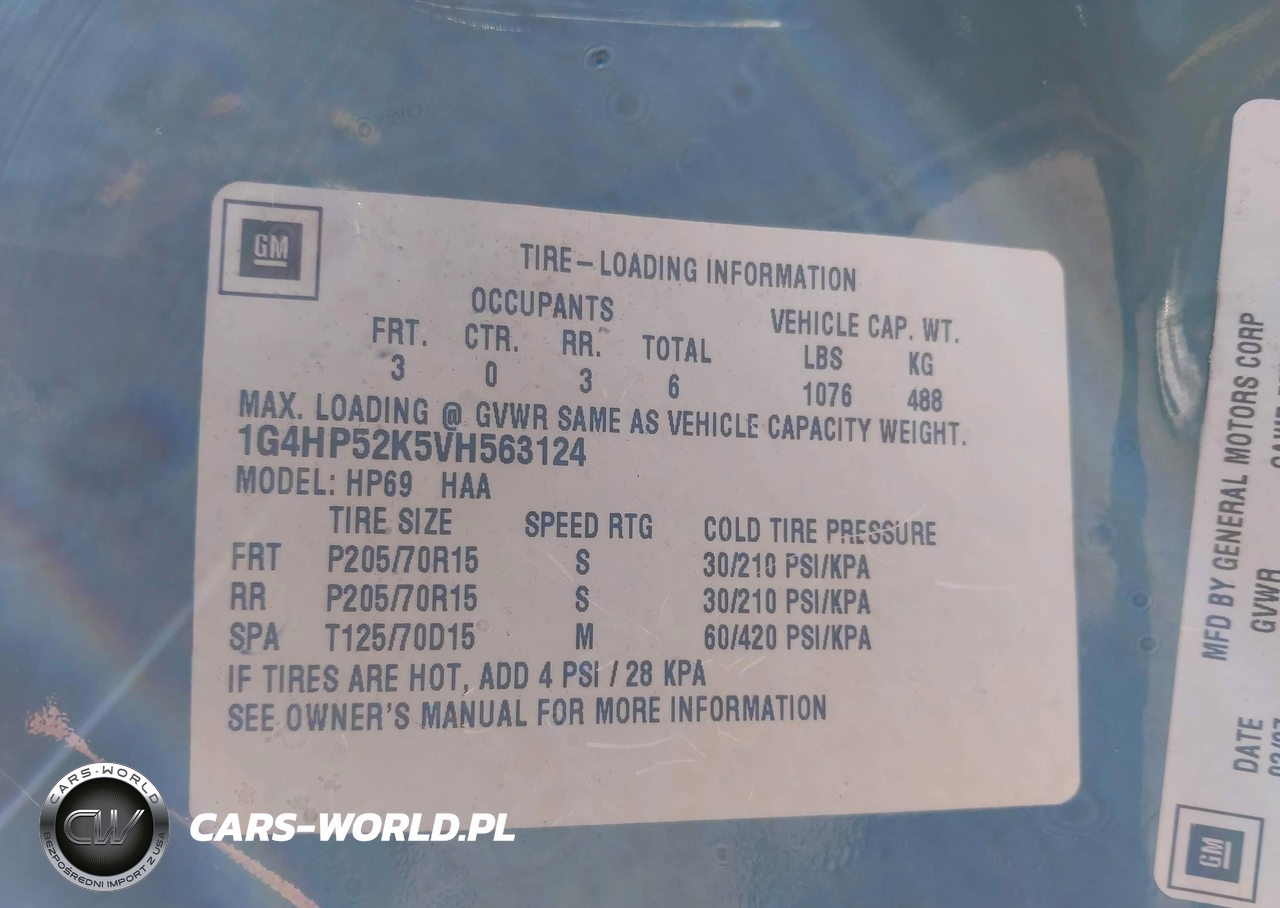 GM
TIRE–LOADING INFORMATION
OCCUPANTS VEHICLE CAP. WT.
FRT. CTR. RR. TOTAL LBS KG
3 0 3 6 1076 488
MAX. LOADING @ GVWR SAME AS VEHICLE CAPACITY WEIGHT.
1G4HP52K5VH563124
MODEL: HP69 HAA
TIRE SIZE SPEED RTG COLD TIRE PRESSURE
FRT P205/70R15 S 30/210 PSI/KPA
RR P205/70R15 S 30/210 PSI/KPA
SPA T125/70D15 M 60/420 PSI/KPA
IF TIRES ARE HOT, ADD 4 PSI / 28 KPA
SEE OWNER'S MANUAL FOR MORE INFORMATION
MFD BY GENERAL MOTORS CORP
DATE GVWR
GM
CARS-WORLD
CW
BEZPOŚREDNI IMPORT Z USA
CARS-WORLD.PL